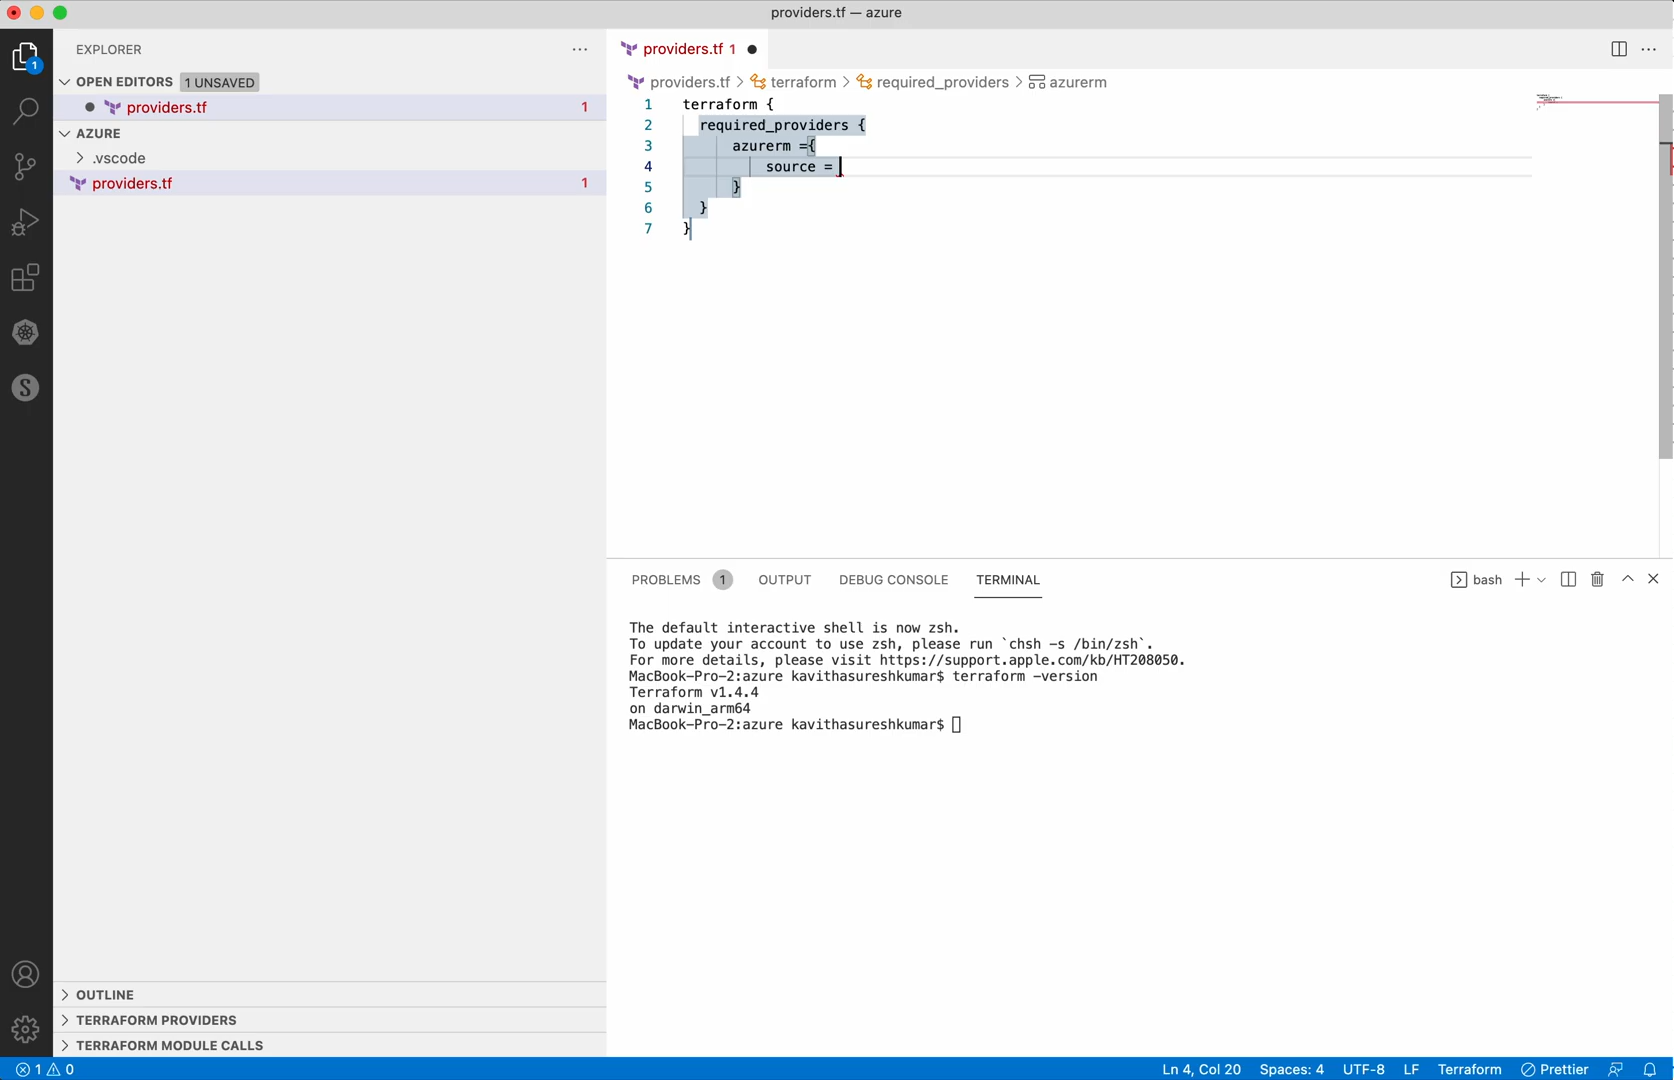 providers.tf — azure
EXPLORER
OPEN EDITORS 1 UNSAVED
providers.tf 1
AZURE
.vscode
providers.tf 1
OUTLINE
TERRAFORM PROVIDERS
TERRAFORM MODULE CALLS
1
S
providers.tf 1
providers.tf > terraform > required_providers > azurerm
1 terraform {
2 required_providers {
3 azurerm ={
4 source =
5 }
6 }
7 }
PROBLEMS 1 OUTPUT DEBUG CONSOLE TERMINAL bash
The default interactive shell is now zsh.
To update your account to use zsh, please run `chsh -s /bin/zsh`.
For more details, please visit https://support.apple.com/kb/HT208050.
MacBook-Pro-2:azure kavithasureshkumar$ terraform -version
Terraform v1.4.4
on darwin_arm64
MacBook-Pro-2:azure kavithasureshkumar$
1 0 Ln 4, Col 20 Spaces: 4 UTF-8 LF Terraform Prettier